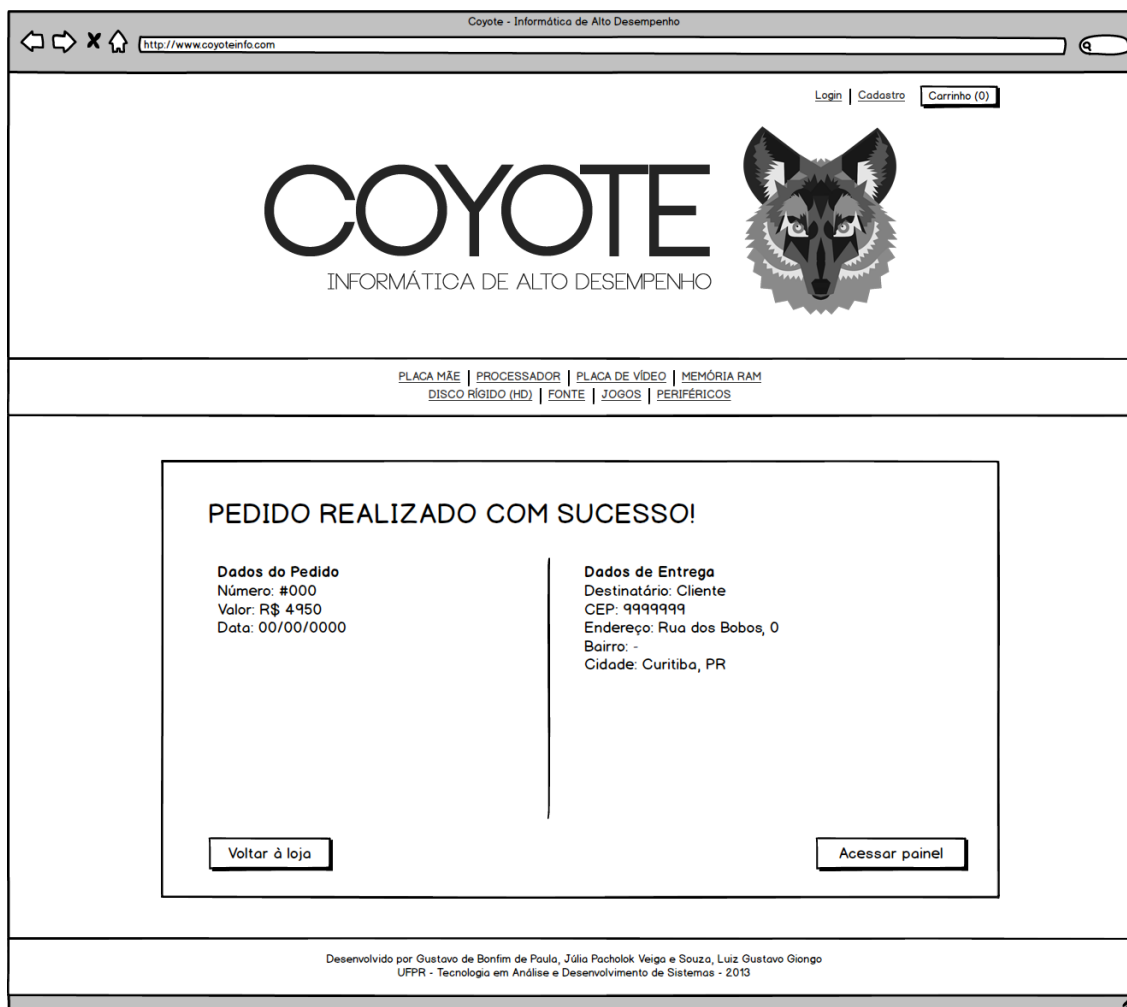 Coyote - Informática de Alto Desempenho
http://www.coyoteinfo.com
Login | Cadastro Carrinho (0)
COYOTE
INFORMÁTICA DE ALTO DESEMPENHO
PLACA MÃE | PROCESSADOR | PLACA DE VÍDEO | MEMÓRIA RAM
DISCO RÍGIDO (HD) | FONTE | JOGOS | PERIFÉRICOS
PEDIDO REALIZADO COM SUCESSO!
Dados do Pedido
Número: #000
Valor: R$ 4950
Data: 00/00/0000
Dados de Entrega
Destinatário: Cliente
CEP: 9999999
Endereço: Rua dos Bobos, 0
Bairro: -
Cidade: Curitiba, PR
Voltar à loja
Acessar painel
Desenvolvido por Gustavo de Bonfim de Paula, Júlia Pacholok Veiga e Souza, Luiz Gustavo Giongo
UFPR - Tecnologia em Análise e Desenvolvimento de Sistemas - 2013